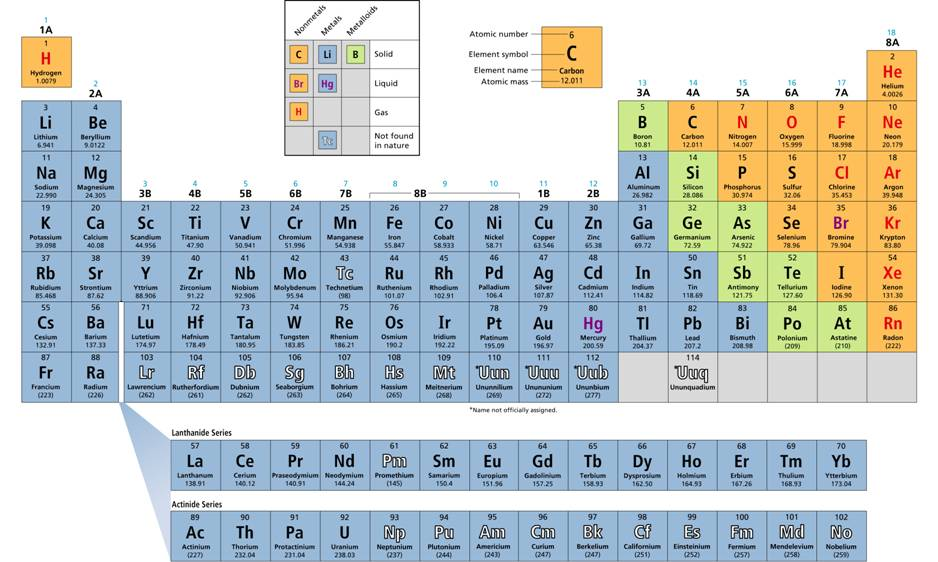 1
1A
1
H
Hydrogen
1.0079
Nonmetals
Metals
Metalloids
C Li B Solid
Br Hg Liquid
H Gas
Tc Not found
in nature
Atomic number 6
Element symbol C
Element name Carbon
Atomic mass 12.011
18
8A
2
He
Helium
4.0026
2
2A
13 14 15 16 17
3A 4A 5A 6A 7A
3 4 5 6 7 8 9 10
Li Be B C N O F Ne
Lithium Beryllium Boron Carbon Nitrogen Oxygen Fluorine Neon
6.941 9.0122 10.81 12.011 14.007 15.999 18.998 20.179
11 12 13 14 15 16 17 18
Na Mg Al Si P S Cl Ar
Sodium Magnesium Aluminum Silicon Phosphorus Sulfur Chlorine Argon
22.990 24.305 26.982 28.086 30.974 32.06 35.453 39.948
3 4 5 6 7 8 9 10 11 12
3B 4B 5B 6B 7B 8B 1B 2B
19 20 21 22 23 24 25 26 27 28 29 30 31 32 33 34 35 36
K Ca Sc Ti V Cr Mn Fe Co Ni Cu Zn Ga Ge As Se Br Kr
Potassium Calcium Scandium Titanium Vanadium Chromium Manganese Iron Cobalt Nickel Copper Zinc Gallium Germanium Arsenic Selenium Bromine Krypton
39.098 40.08 44.956 47.90 50.941 51.996 54.938 55.847 58.933 58.71 63.546 65.38 69.72 72.59 74.922 78.96 79.904 83.80
37 38 39 40 41 42 43 44 45 46 47 48 49 50 51 52 53 54
Rb Sr Y Zr Nb Mo Tc Ru Rh Pd Ag Cd In Sn Sb Te I Xe
Rubidium Strontium Yttrium Zirconium Niobium Molybdenum Technetium Ruthenium Rhodium Palladium Silver Cadmium Indium Tin Antimony Tellurium Iodine Xenon
85.468 87.62 88.906 91.22 92.906 95.94 (98) 101.07 102.91 106.4 107.87 112.41 114.82 118.69 121.75 127.60 126.90 131.30
55 56 71 72 73 74 75 76 77 78 79 80 81 82 83 84 85 86
Cs Ba Lu Hf Ta W Re Os Ir Pt Au Hg Tl Pb Bi Po At Rn
Cesium Barium Lutetium Hafnium Tantalum Tungsten Rhenium Osmium Iridium Platinum Gold Mercury Thallium Lead Bismuth Polonium Astatine Radon
132.91 137.33 174.97 178.49 180.95 183.85 186.21 190.2 192.22 195.09 196.97 200.59 204.37 207.2 208.98 (209) (210) (222)
87 88 103 104 105 106 107 108 109 110 111 112 114
Fr Ra Lr Rf Db Sg Bh Hs Mt *Uun *Uuu *Uub *Uuq
Francium Radium Lawrencium Rutherfordium Dubnium Seaborgium Bohrium Hassium Meitnerium Ununnilium Unununium Ununbium Ununquadium
(223) (226) (262) (261) (262) (263) (264) (265) (268) (269) (272) (277)
*Name not officially assigned.
Lanthanide Series
57 58 59 60 61 62 63 64 65 66 67 68 69 70
La Ce Pr Nd Pm Sm Eu Gd Tb Dy Ho Er Tm Yb
Lanthanum Cerium Praseodymium Neodymium Promethium Samarium Europium Gadolinium Terbium Dysprosium Holmium Erbium Thulium Ytterbium
138.91 140.12 140.91 144.24 (145) 150.4 151.96 157.25 158.93 162.50 164.93 167.26 168.93 173.04
Actinide Series
89 90 91 92 93 94 95 96 97 98 99 100 101 102
Ac Th Pa U Np Pu Am Cm Bk Cf Es Fm Md No
Actinium Thorium Protactinium Uranium Neptunium Plutonium Americium Curium Berkelium Californium Einsteinium Fermium Mendelevium Nobelium
(227) 232.04 231.04 238.03 (237) (244) (243) (247) (247) (251) (252) (257) (258) (259)